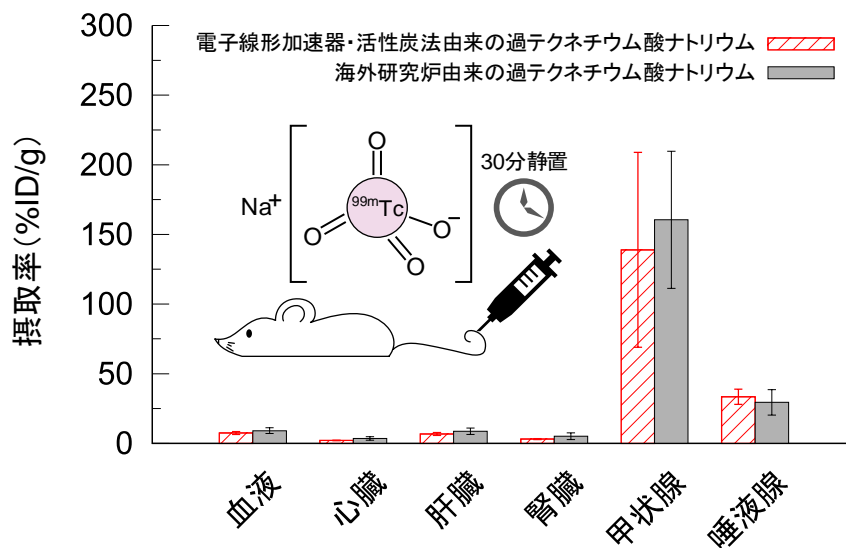 電子線形加速器・活性炭法由来の過テクネチウム酸ナトリウム
海外研究炉由来の過テクネチウム酸ナトリウム
摂取率(%ID/g)
300
250
200
150
100
50
0
Na+
O
O
99mTc
O−
O
30分静置
血液
心臓
肝臓
腎臓
甲状腺
唾液腺